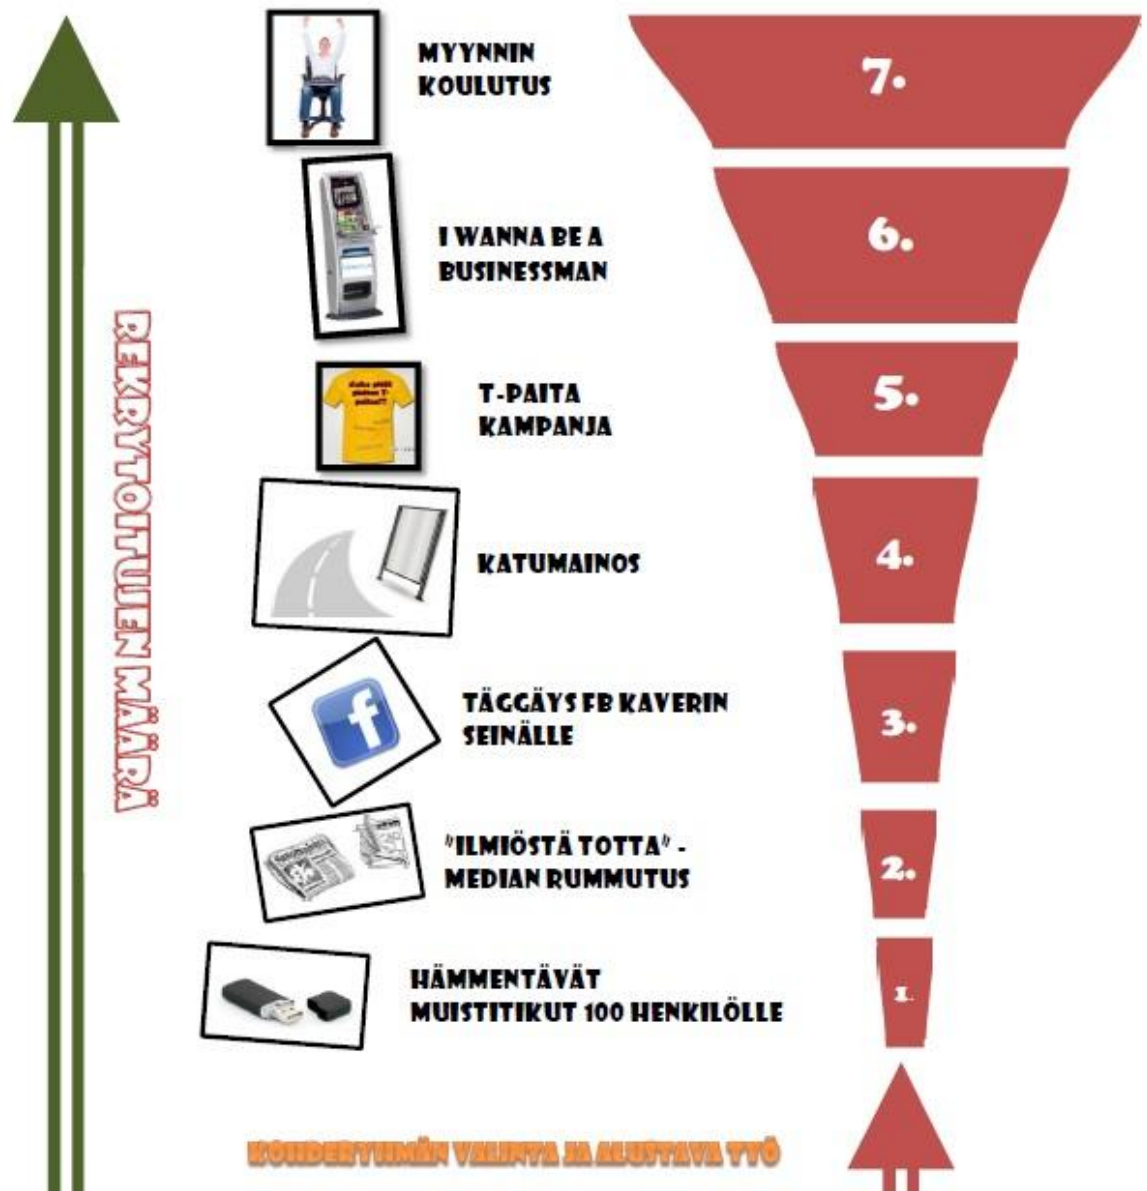 MYYNNIN
KOULUTUS
7.
I WANNA BE A
BUSINESSMAN
6.
T-PAITA
KAMPANJA
5.
KATUMAINOS
4.
TÄGGÄYS FB KAVERIN
SEINÄLLE
3.
"ILMIÖSTÄ TOTTA" -
MEDIAN RUMMUTUS
2.
HÄMMENTÄVÄT
MUISTITIKUT 100 HENKILÖLLE
1.
REKRYTOITUJEN MÄÄRÄ
KOHDERYHMÄN VALINTA JA ALUSTAVA TYÖ